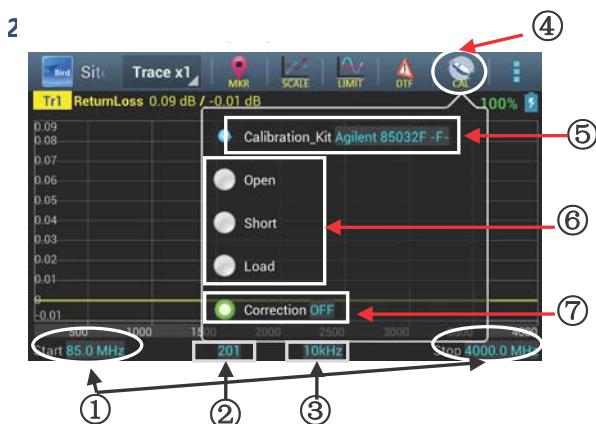 2
④
Bird Site Trace x1 MKR SCALE LIMIT DTF CAL
Tr1 ReturnLoss 0.09 dB / -0.01 dB 100%
0.09
0.08
Calibration_Kit Agilent 85032F -F-
⑤
0.07
0.06
Open
0.05
0.04
Short
⑥
0.03
0.02
Load
0.01
0
Correction OFF
⑦
-0.01
500 1000 1500 2000 2500 3000 4000
Start 85.0 MHz 201 10kHz Stop 4000.0 MHz
① ② ③